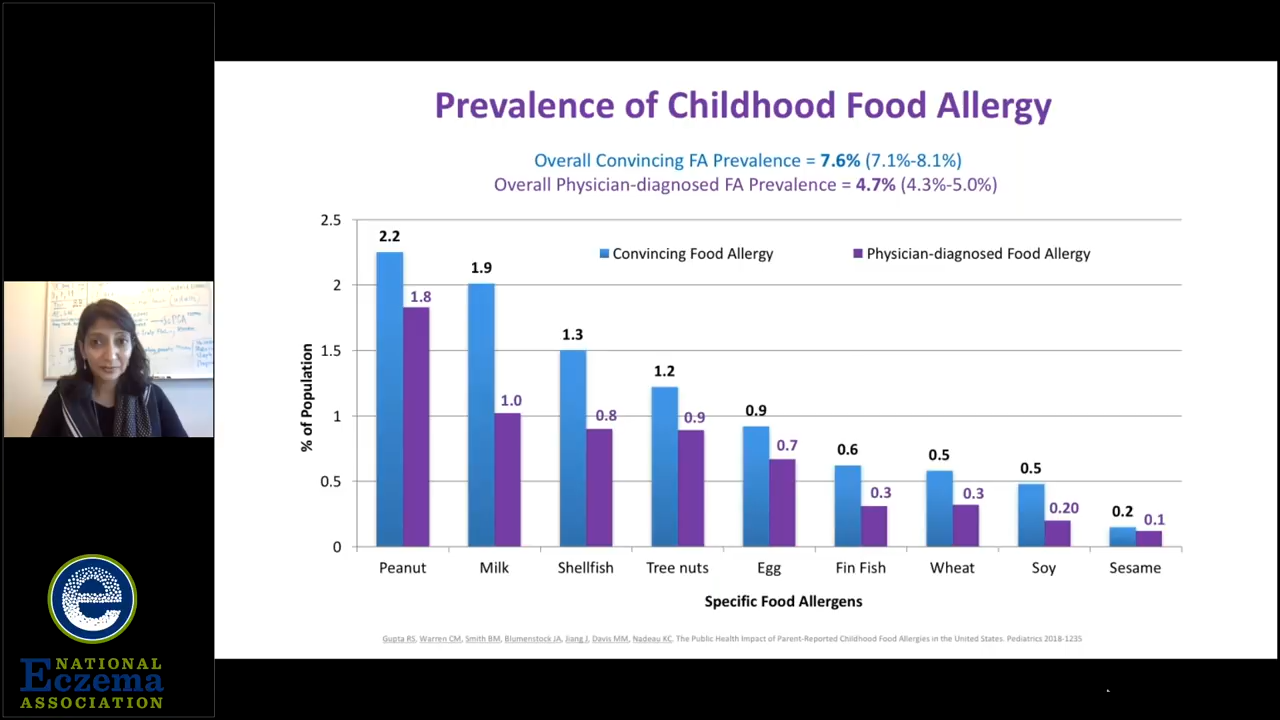 Prevalence of Childhood Food Allergy
Overall Convincing FA Prevalence = 7.6% (7.1%-8.1%)
Overall Physician-diagnosed FA Prevalence = 4.7% (4.3%-5.0%)
% of Population
2.5
2
1.5
1
0.5
0
Convincing Food Allergy
Physician-diagnosed Food Allergy
2.2
1.8
1.9
1.0
1.3
0.8
1.2
0.9
0.9
0.7
0.6
0.3
0.5
0.3
0.5
0.20
0.2
0.1
Peanut Milk Shellfish Tree nuts Egg Fin Fish Wheat Soy Sesame
Specific Food Allergens
Gupta RS, Warren CM, Smith BM, Blumenstock JA, Jiang J, Davis MM, Nadeau KC. The Public Health Impact of Parent-Reported Childhood Food Allergies in the United States. Pediatrics 2018-1235
e
NATIONAL
Eczema
ASSOCIATION